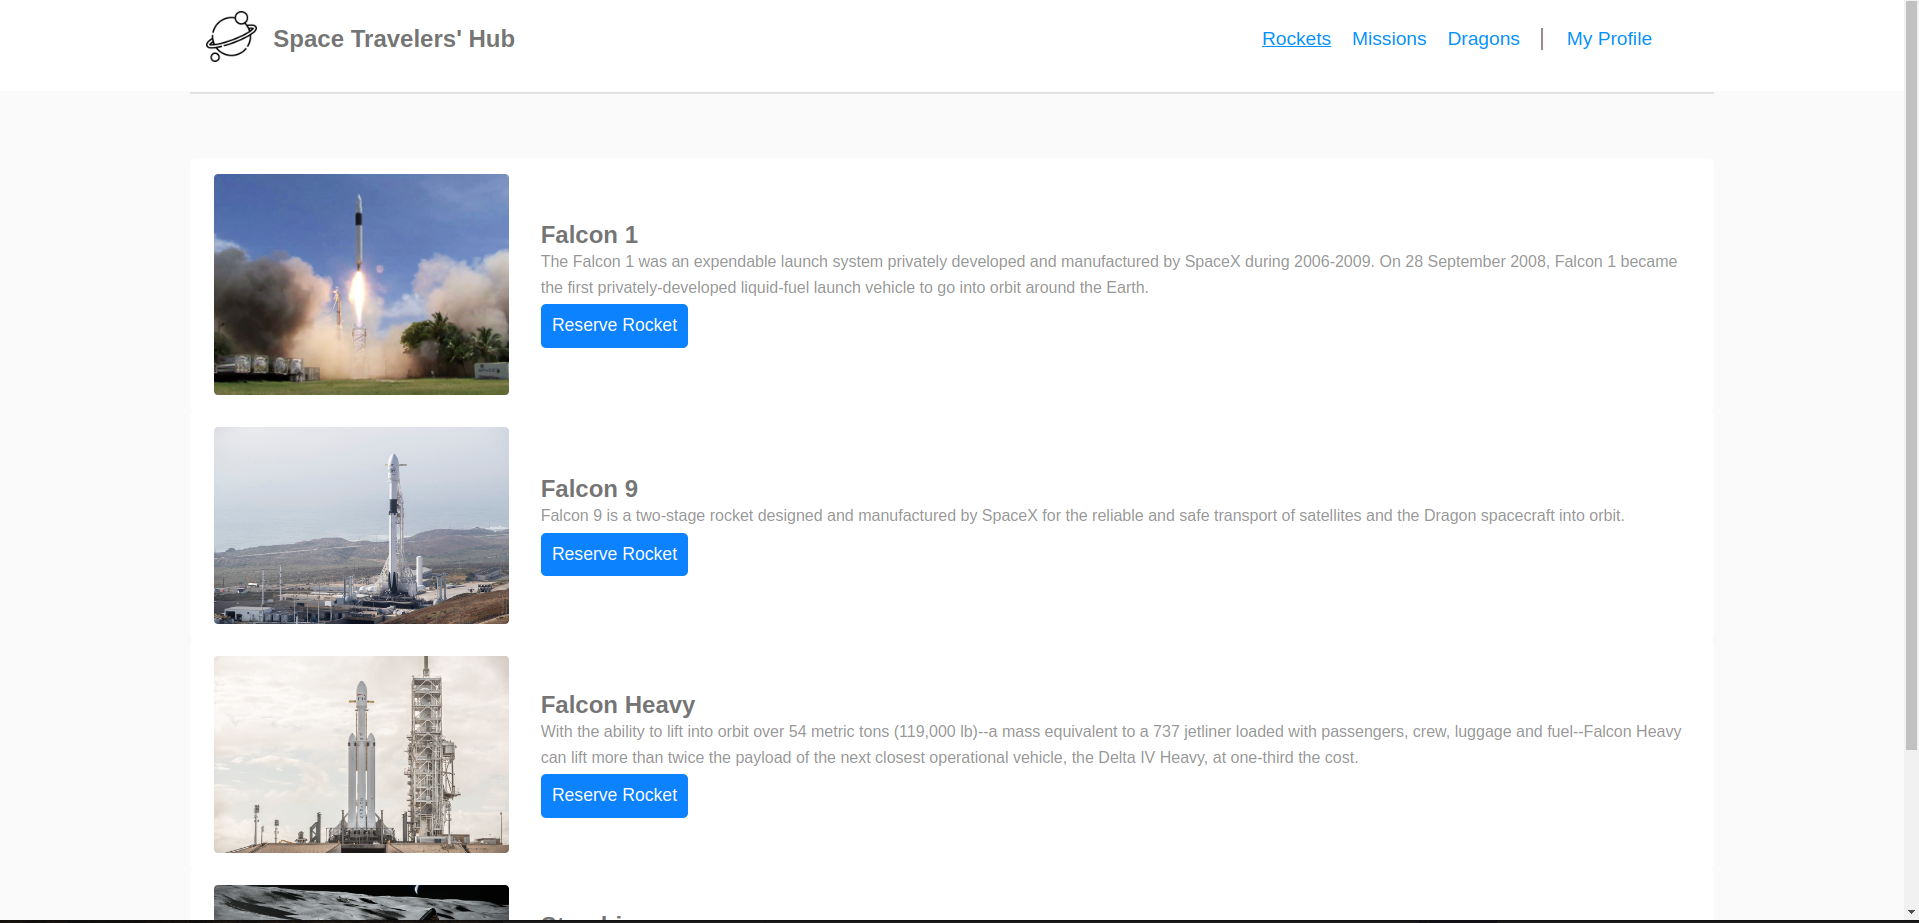 Space Travelers' Hub
Rockets Missions Dragons | My Profile
Falcon 1
The Falcon 1 was an expendable launch system privately developed and manufactured by SpaceX during 2006-2009. On 28 September 2008, Falcon 1 became
the first privately-developed liquid-fuel launch vehicle to go into orbit around the Earth.
Reserve Rocket
Falcon 9
Falcon 9 is a two-stage rocket designed and manufactured by SpaceX for the reliable and safe transport of satellites and the Dragon spacecraft into orbit.
Reserve Rocket
Falcon Heavy
With the ability to lift into orbit over 54 metric tons (119,000 lb)--a mass equivalent to a 737 jetliner loaded with passengers, crew, luggage and fuel--Falcon Heavy
can lift more than twice the payload of the next closest operational vehicle, the Delta IV Heavy, at one-third the cost.
Reserve Rocket